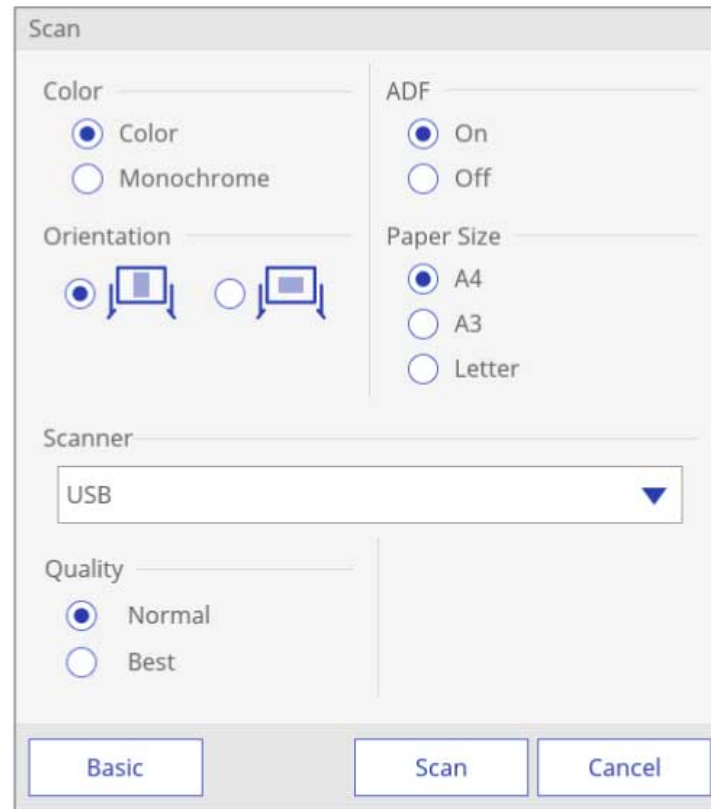 Scan
Color
Color
Monochrome
Orientation
ADF
On
Off
Paper Size
A4
A3
Letter
Scanner
USB
Quality
Normal
Best
Basic
Scan
Cancel